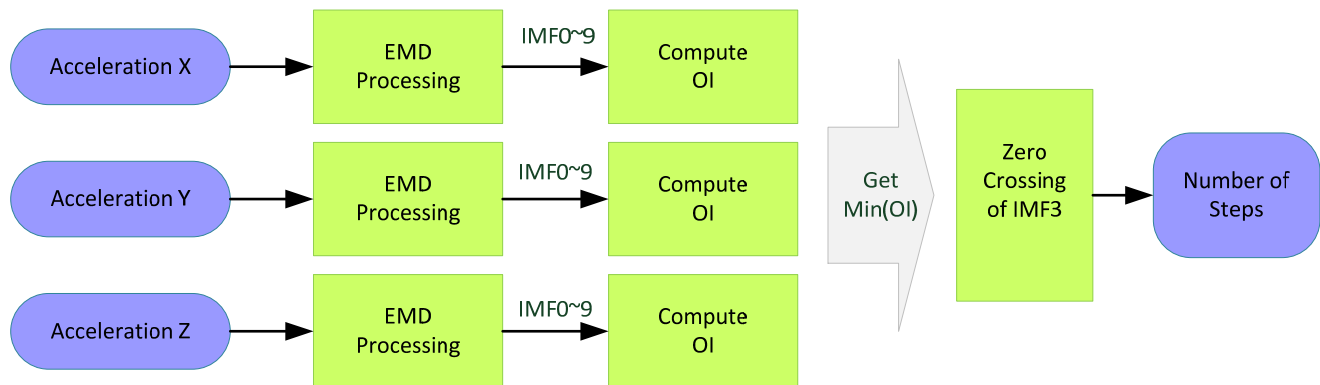 Acceleration X
EMD
Processing
IMF0~9
Compute
OI
Acceleration Y
EMD
Processing
IMF0~9
Compute
OI
Acceleration Z
EMD
Processing
IMF0~9
Compute
OI
Get
Min(OI)
Zero
Crossing
of IMF3
Number of
Steps